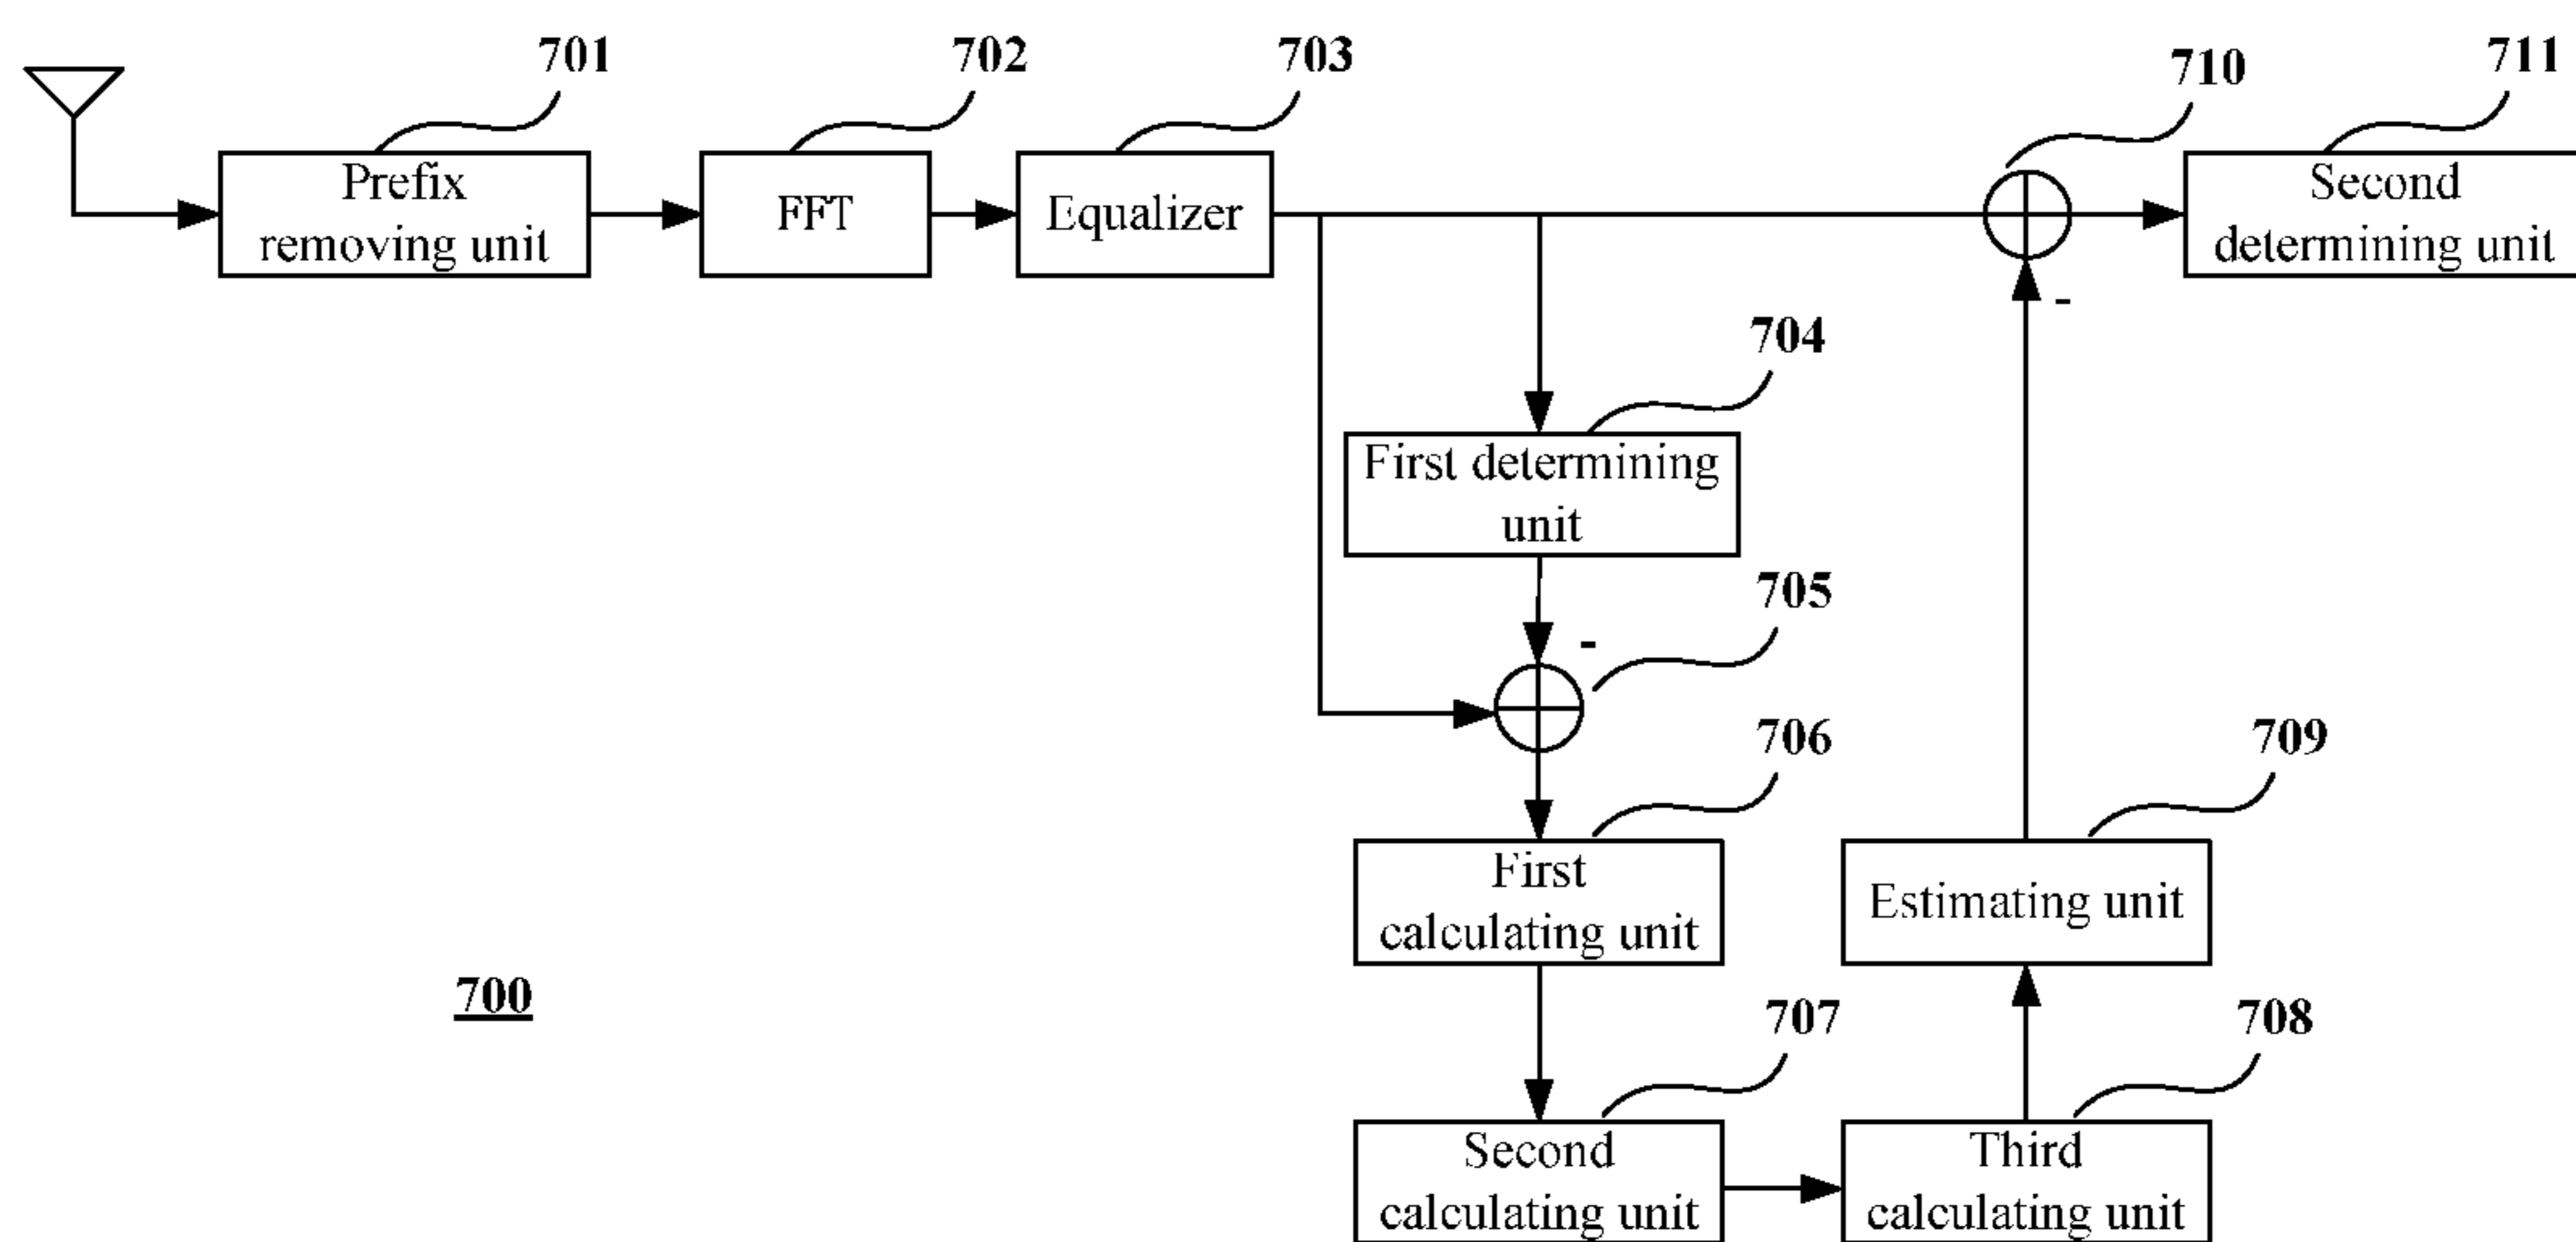 701
702
703
710
711
Prefix
removing unit
FFT
Equalizer
Second
determining unit
-
704
First determining
unit
705
-
706
709
First
calculating unit
Estimating unit
700
707
708
Second
calculating unit
Third
calculating unit